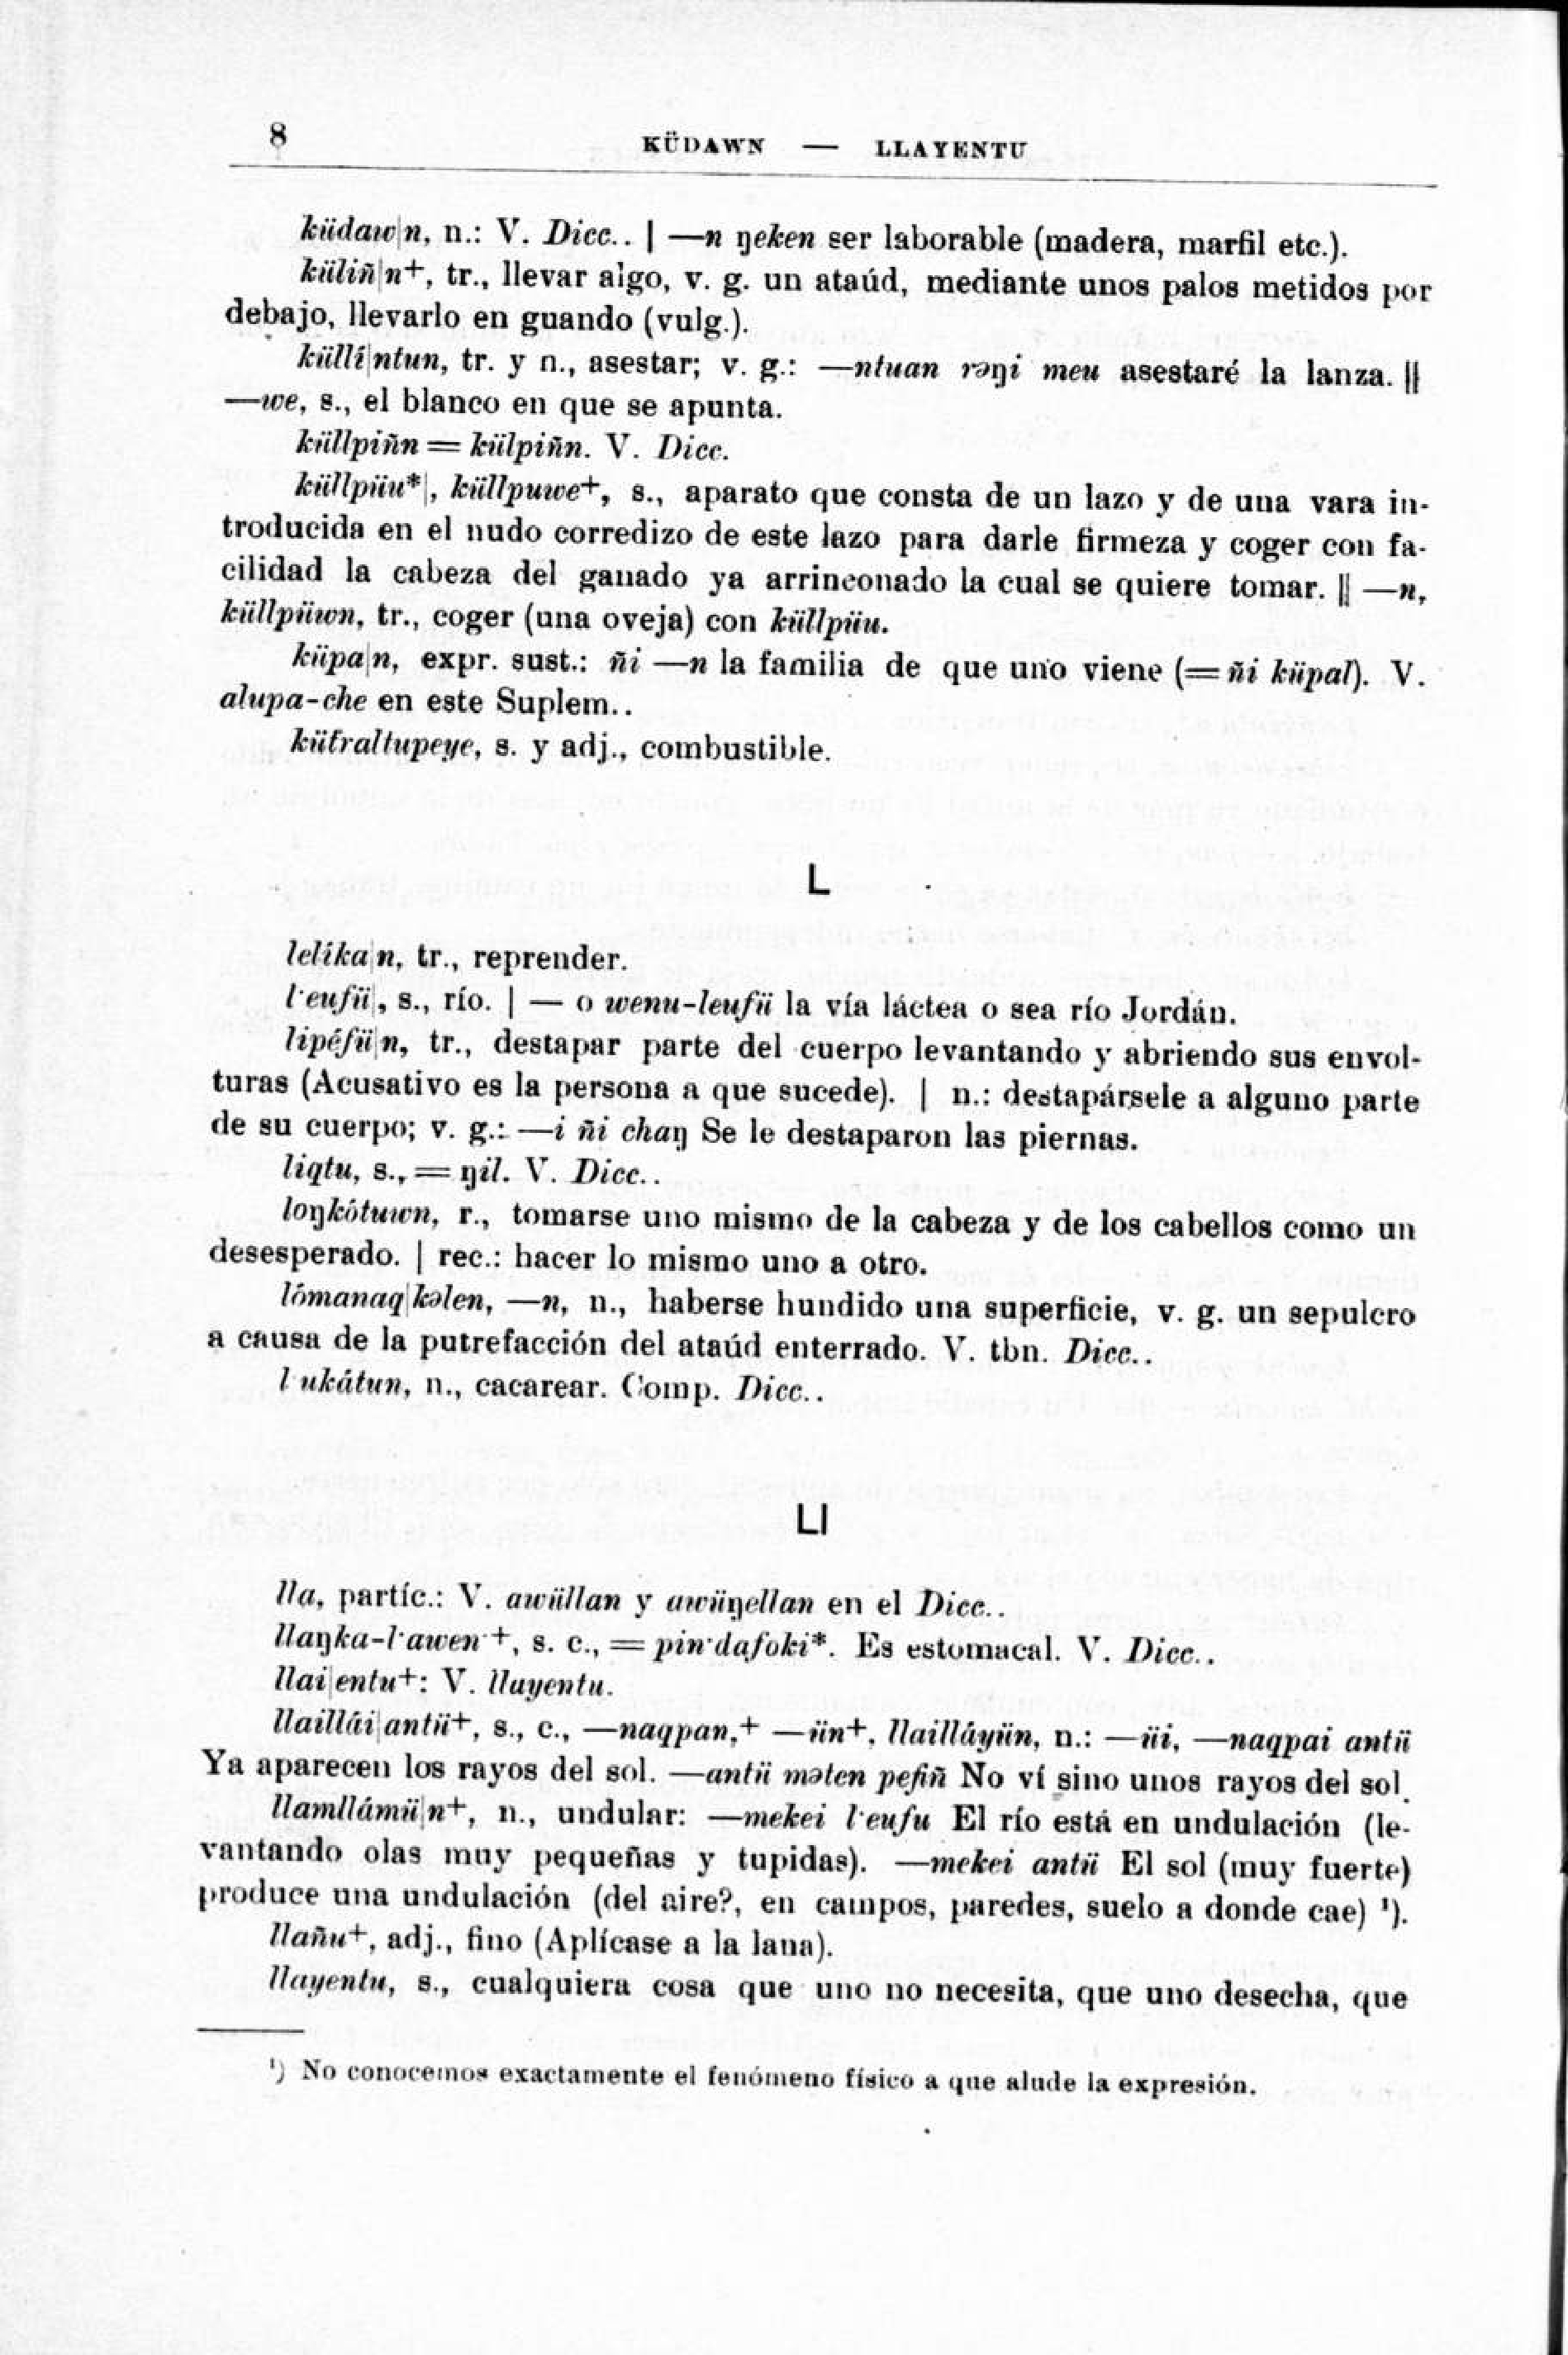 8
KÜDAWN — LLAYENTU
küdaw|n, n.: V. Dicc.. | —n ŋeken ser laborable (madera, marfil etc.).
küliñ|n+, tr., llevar algo, v. g. un ataúd, mediante unos palos metidos por
debajo, llevarlo en guando (vulg.).
küllí|ntun, tr. y n., asestar; v. g.: —ntuan rəŋi meu asestaré la lanza. ||
—we, s., el blanco en que se apunta.
küllpiñn = külpiñn. V. Dicc.
küllpüu*|, küllpuwe+, s., aparato que consta de un lazo y de una vara in-
troducida en el nudo corredizo de este lazo para darle firmeza y coger con fa-
cilidad la cabeza del ganado ya arrinconado la cual se quiere tomar. || —n,
küllpüwn, tr., coger (una oveja) con küllpüu.
küpa|n, expr. sust.: ñi —n la familia de que uno viene (= ñi küpal). V.
alupa-che en este Suplem..
kütraltupeye, s. y adj., combustible.
L
lelíka|n, tr., reprender.
l·eufü|, s., río. | — o wenu-leufü la vía láctea o sea río Jordán.
lipéfü|n, tr., destapar parte del cuerpo levantando y abriendo sus envol-
turas (Acusativo es la persona a que sucede). | n.: destapársele a alguno parte
de su cuerpo; v. g.: —i ñi chaŋ Se le destaparon las piernas.
liqtu, s., = ŋil. V. Dicc..
loŋkótuwn, r., tomarse uno mismo de la cabeza y de los cabellos como un
desesperado. | rec.: hacer lo mismo uno a otro.
lómanaq|kəlen, —n, n., haberse hundido una superficie, v. g. un sepulcro
a causa de la putrefacción del ataúd enterrado. V. tbn. Dicc..
l·ukátun, n., cacarear. Comp. Dicc..
Ll
lla, partíc.: V. awüllan y awüŋellan en el Dicc..
llaŋka-l·awen·+, s. c., = pin·dafoki*. Es estomacal. V. Dicc..
llai|entu+: V. llayentu.
llaillái|antü+, s., c., —naqpan,+ —ün+, llailláyün, n.: —üi, —naqpai antü
Ya aparecen los rayos del sol. —antü məten pefiñ No ví sino unos rayos del sol.
llamllámü|n+, n., undular: —mekei l·eufu El río está en undulación (le-
vantando olas muy pequeñas y tupidas). —mekei antü El sol (muy fuerte)
produce una undulación (del aire?, en campos, paredes, suelo a donde cae) ¹).
llañu+, adj., fino (Aplícase a la lana).
llayentu, s., cualquiera cosa que uno no necesita, que uno desecha, que
¹) No conocemos exactamente el fenómeno físico a que alude la expresión.